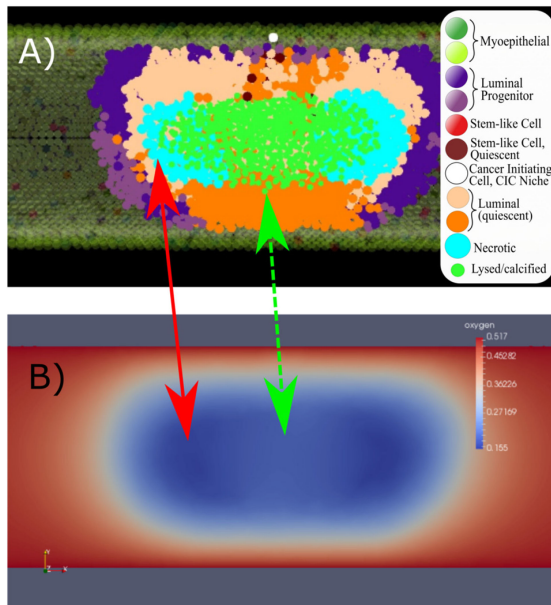 A)
Myoepithelial
Luminal
Progenitor
Stem-like Cell
Stem-like Cell,
Quiescent
Cancer Initiating
Cell, CIC Niche
Luminal
(quiescent)
Necrotic
Lysed/calcified
B)
oxygen
0.517
0.45282
0.36226
0.27169
0.155
Y
Z
X